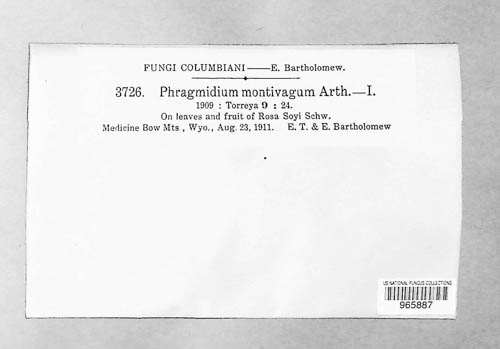 FUNGI COLUMBIANI——E. Bartholomew.
3726. Phragmidium montivagum Arth.—I.
1909 : Torreya 9 : 24.
On leaves and fruit of Rosa Soyi Schw.
Medicine Bow Mts , Wyo., Aug. 23, 1911. E. T. & E. Bartholomew
US NATIONAL FUNGUS COLLECTIONS
965887